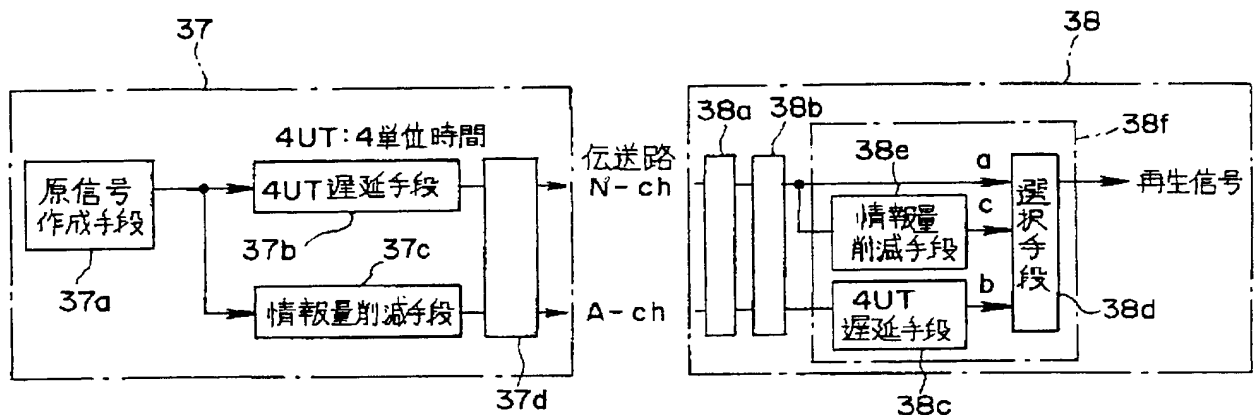 37
4UT:4単位時間
原信号
作成手段
37a
4UT 遅延手段
37b
37c
情報量削減手段
37d
伝送路
N-ch
A-ch
38
38a
38b
38f
38e
a
情報量
削減手段
c
4UT
遅延手段
b
38c
選択手段
38d
再生信号